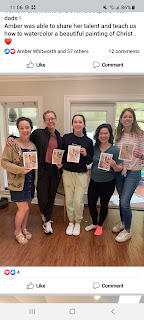 11:06
86%
dads !
Amber was able to share her talent and teach us
how to watercolor a beautiful painting of Christ .
Amber Whitworth and 57 others 12 comments
Like Comment
4
Like Comment